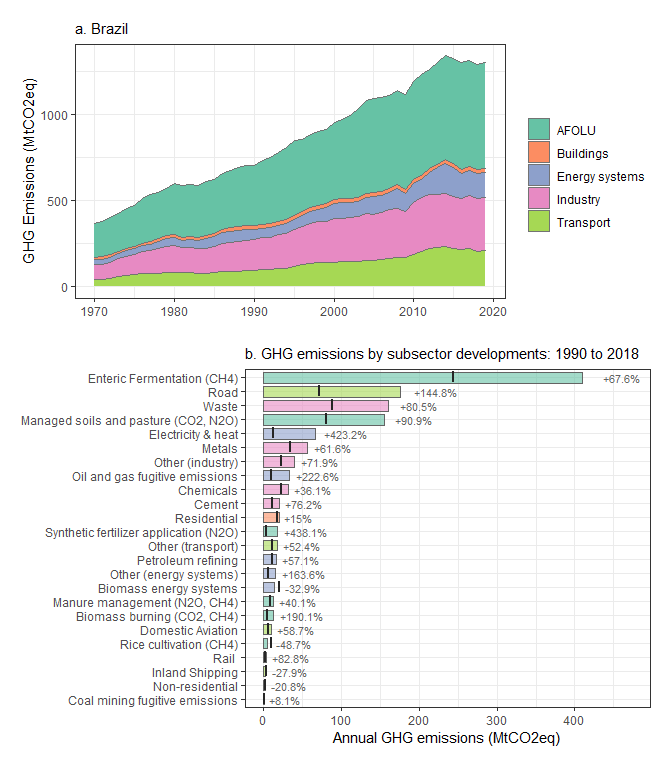 a. Brazil
GHG Emissions (MtCO2eq)
1000
500
0
1970 1980 1990 2000 2010 2020
AFOLU
Buildings
Energy systems
Industry
Transport
b. GHG emissions by subsector developments: 1990 to 2018
Enteric Fermentation (CH4) +67.6%
Road +144.8%
Waste +80.5%
Managed soils and pasture (CO2, N2O) +90.9%
Electricity & heat +423.2%
Metals +61.6%
Other (industry) +71.9%
Oil and gas fugitive emissions +222.6%
Chemicals +36.1%
Cement +76.2%
Residential +15%
Synthetic fertilizer application (N2O) +438.1%
Other (transport) +52.4%
Petroleum refining +57.1%
Other (energy systems) +163.6%
Biomass energy systems -32.9%
Manure management (N2O, CH4) +40.1%
Biomass burning (CO2, CH4) +190.1%
Domestic Aviation +58.7%
Rice cultivation (CH4) -48.7%
Rail +82.8%
Inland Shipping -27.9%
Non-residential -20.8%
Coal mining fugitive emissions +8.1%
0 100 200 300 400
Annual GHG emissions (MtCO2eq)